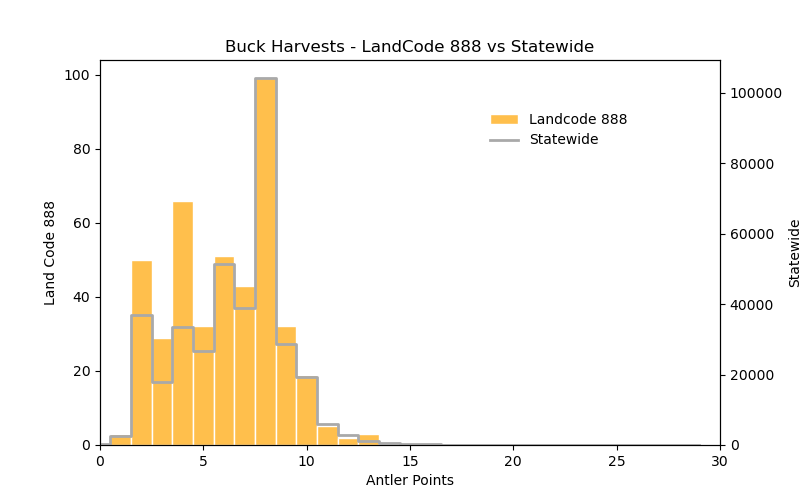 Buck Harvests - LandCode 888 vs Statewide
100
80
60
40
20
0
Land Code 888
Landcode 888
Statewide
100000
80000
60000
40000
20000
0
Statewide
0 5 10 15 20 25 30
Antler Points